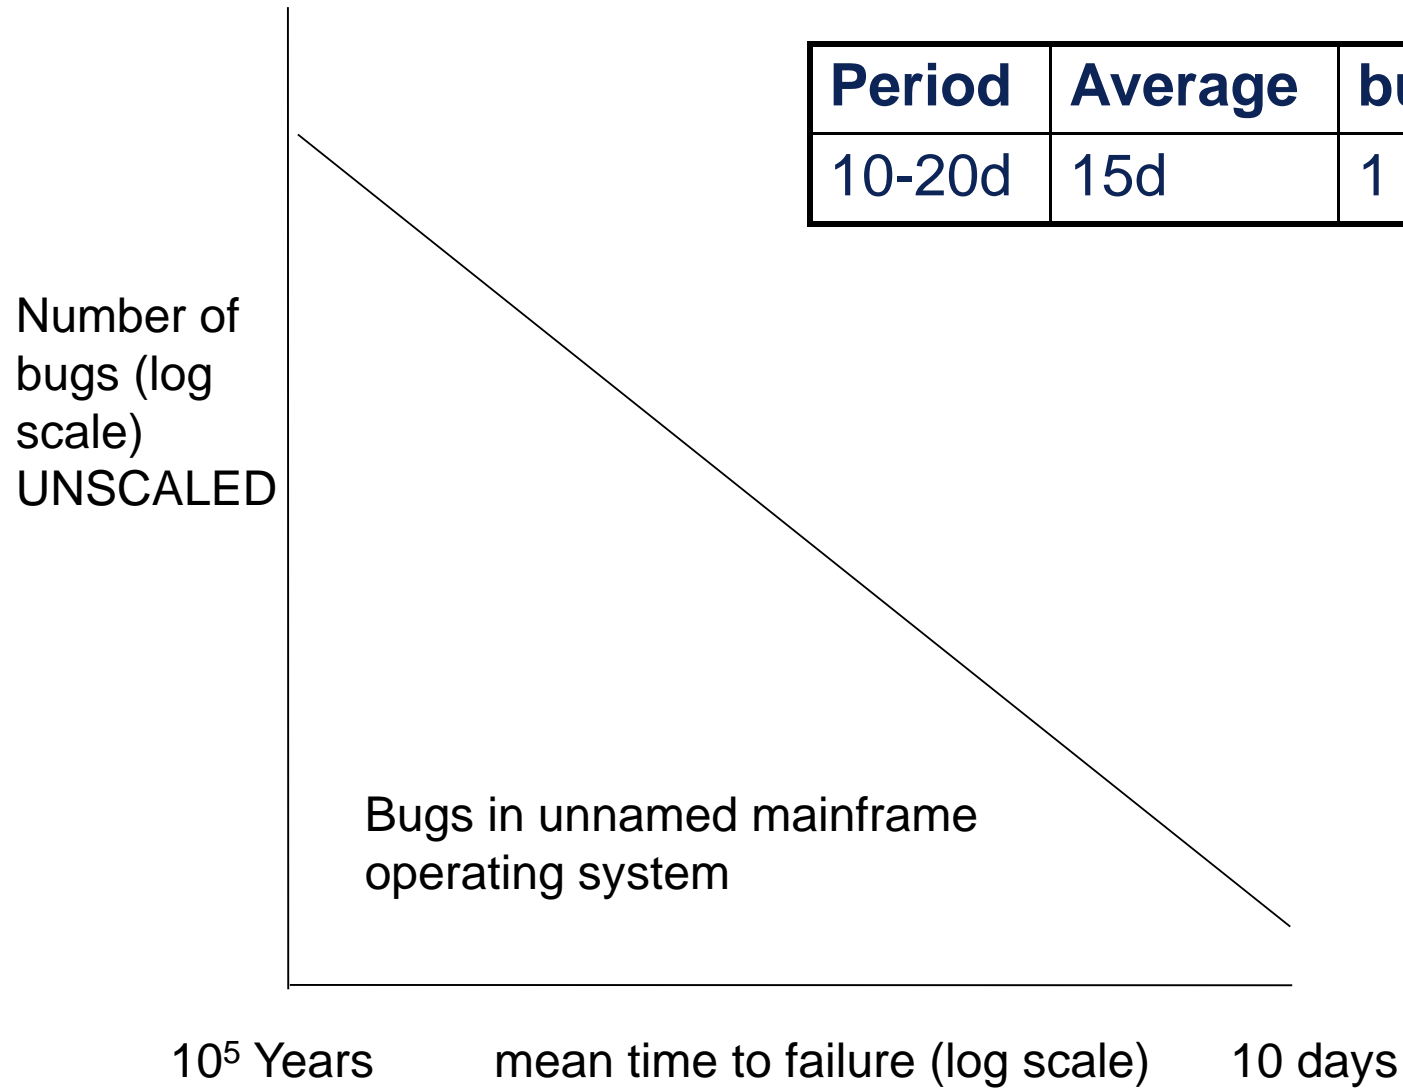 Period Average
10-20d 15d 1
Number of
bugs (log
scale)
UNSCALED
Bugs in unnamed mainframe
operating system
10⁵ Years mean time to failure (log scale) 10 days